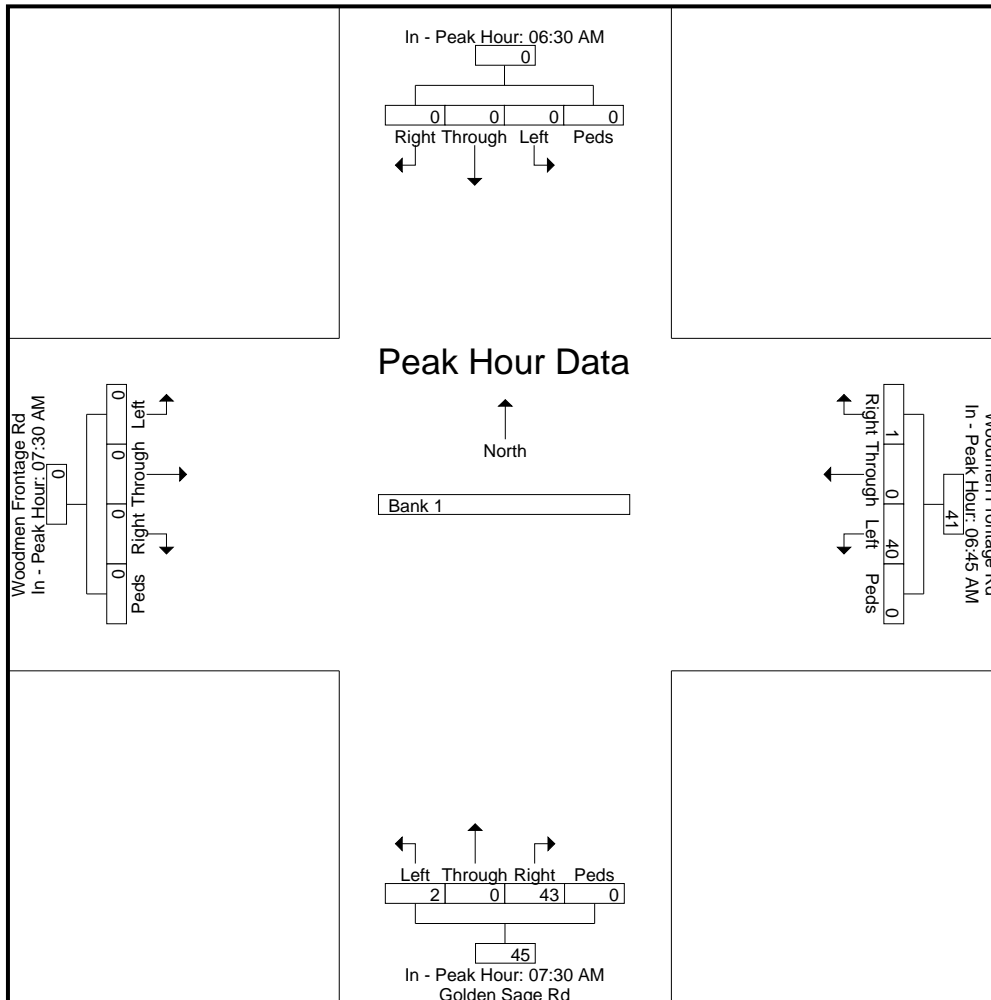 In - Peak Hour: 06:30 AM
0
0 0 0 0
Right Through Left Peds
Peak Hour Data
North
Bank 1
Woodmen Frontage Rd
In - Peak Hour: 07:30 AM
0
0 0 0 0
Left Through Right Peds
Woodmen Frontage Rd
In - Peak Hour: 06:45 AM
41
1 0 40 0
Right Through Left Peds
Left Through Right Peds
2 0 43 0
45
In - Peak Hour: 07:30 AM
Golden Sage Rd